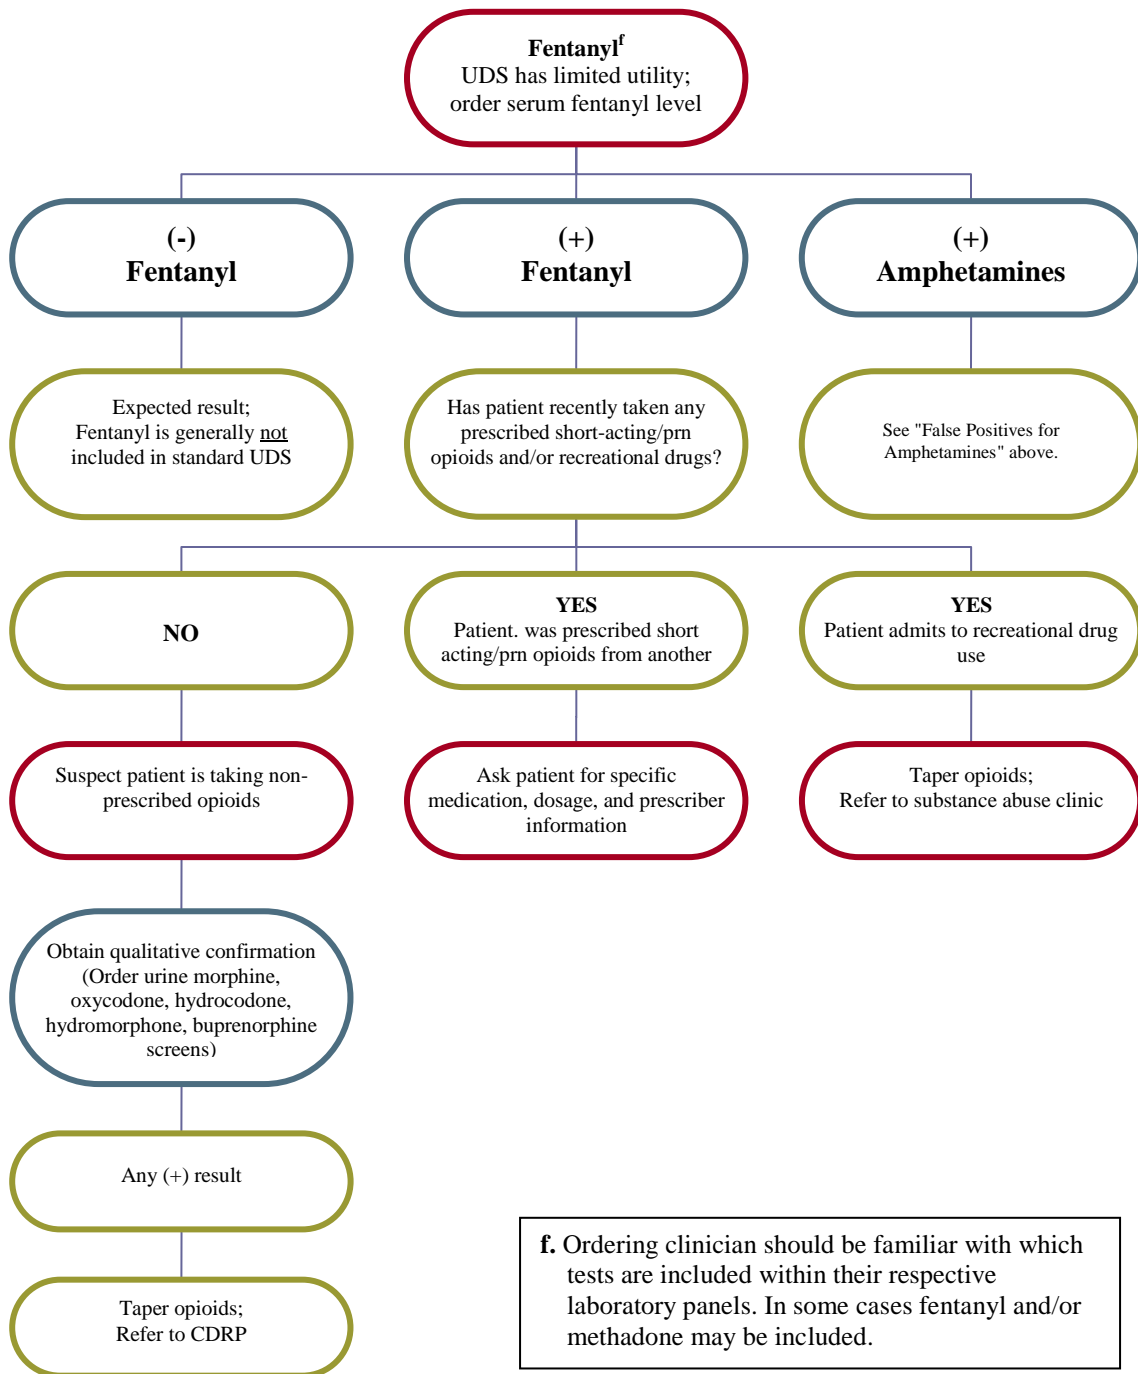 Fentanylf
UDS has limited utility;
order serum fentanyl level
(-)
Fentanyl
(+)
Fentanyl
(+)
Amphetamines
Expected result;
Fentanyl is generally not
included in standard UDS
Has patient recently taken any
prescribed short-acting/prn
opioids and/or recreational drugs?
See "False Positives for
Amphetamines" above.
NO
YES
Patient. was prescribed short
acting/prn opioids from another
YES
Patient admits to recreational drug
use
Suspect patient is taking non-
prescribed opioids
Ask patient for specific
medication, dosage, and prescriber
information
Taper opioids;
Refer to substance abuse clinic
Obtain qualitative confirmation
(Order urine morphine,
oxycodone, hydrocodone,
hydromorphone, buprenorphine
screens)
Any (+) result
Taper opioids;
Refer to CDRP
f. Ordering clinician should be familiar with which
tests are included within their respective
laboratory panels. In some cases fentanyl and/or
methadone may be included.